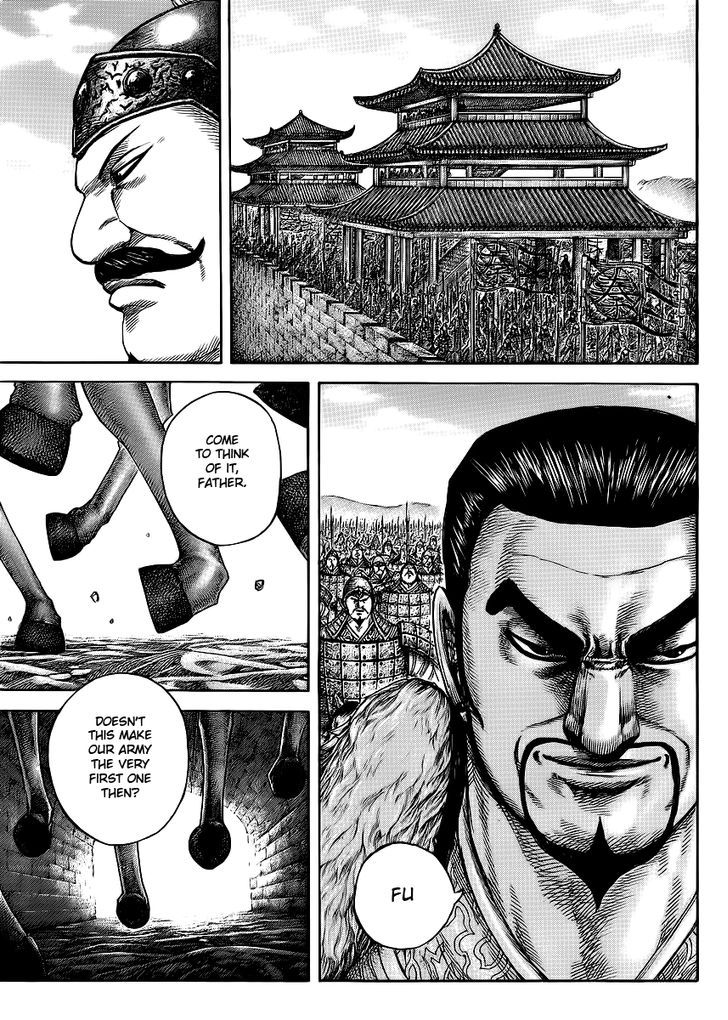 FU
COME
TO THINK
OF IT,
FATHER.
DOESN'T
THIS MAKE
OUR ARMY
THE VERY
FIRST ONE
THEN?